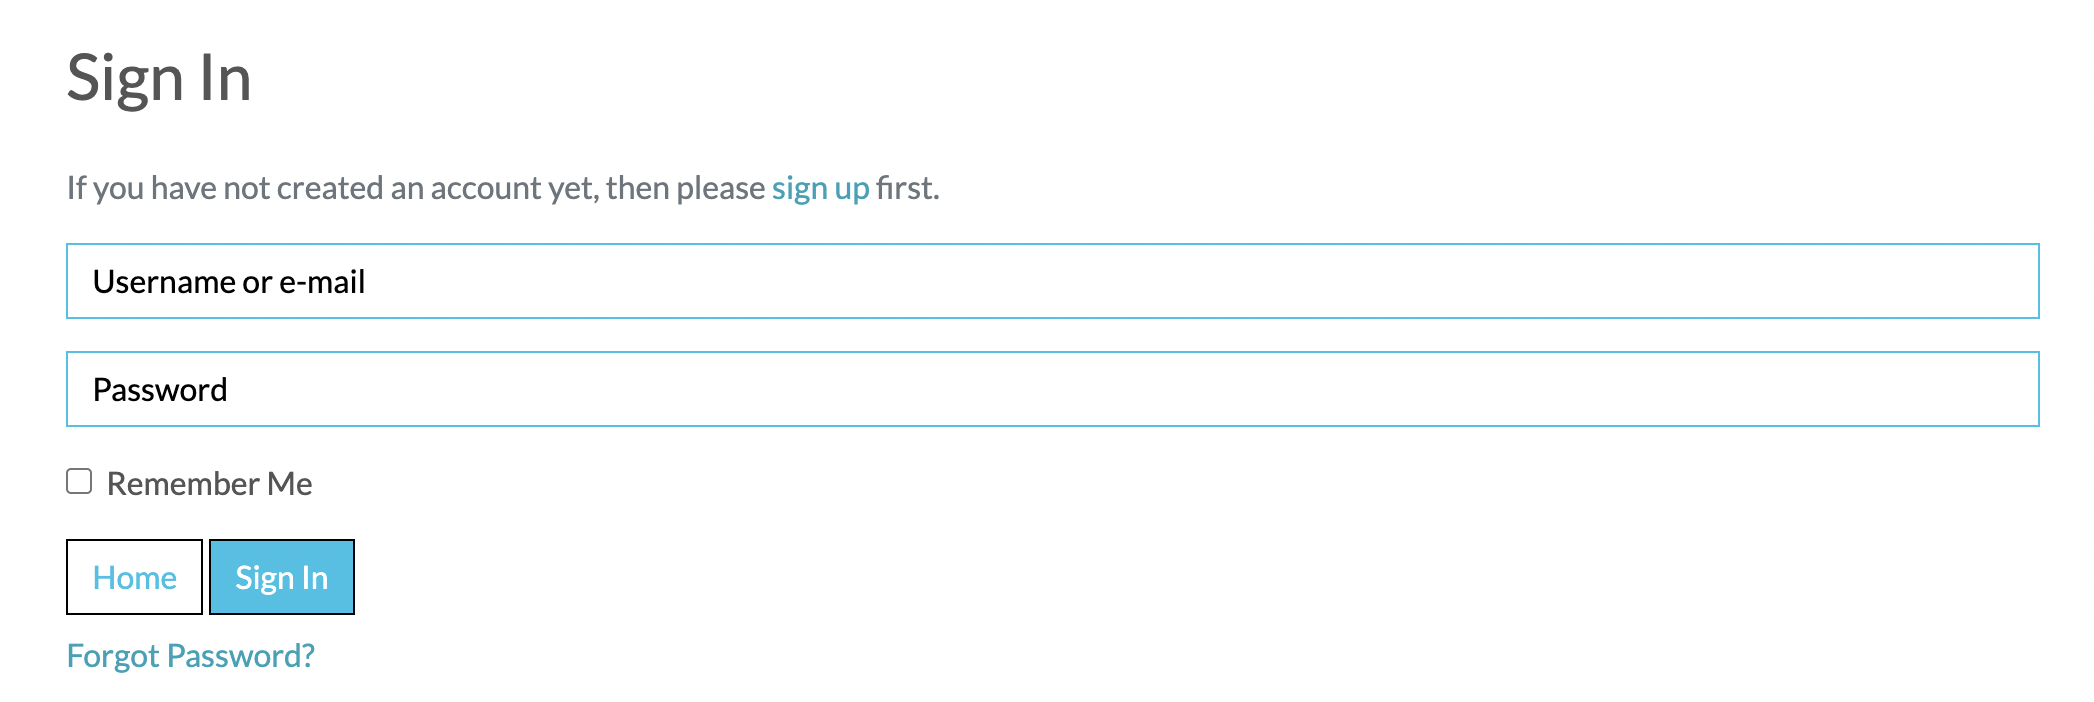 Sign In
If you have not created an account yet, then please sign up first.
Username or e-mail
Password
Remember Me
Home Sign In
Forgot Password?